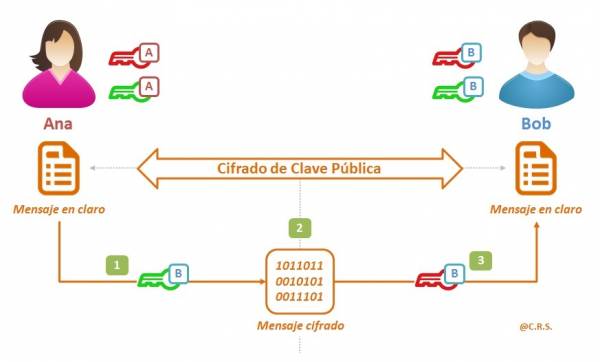 A
B
A
B
Ana
Bob
Cifrado de Clave Pública
Mensaje en claro
Mensaje en claro
2
1
B
1011011
0010101
0011101
B
3
Mensaje cifrado
@C.R.S.